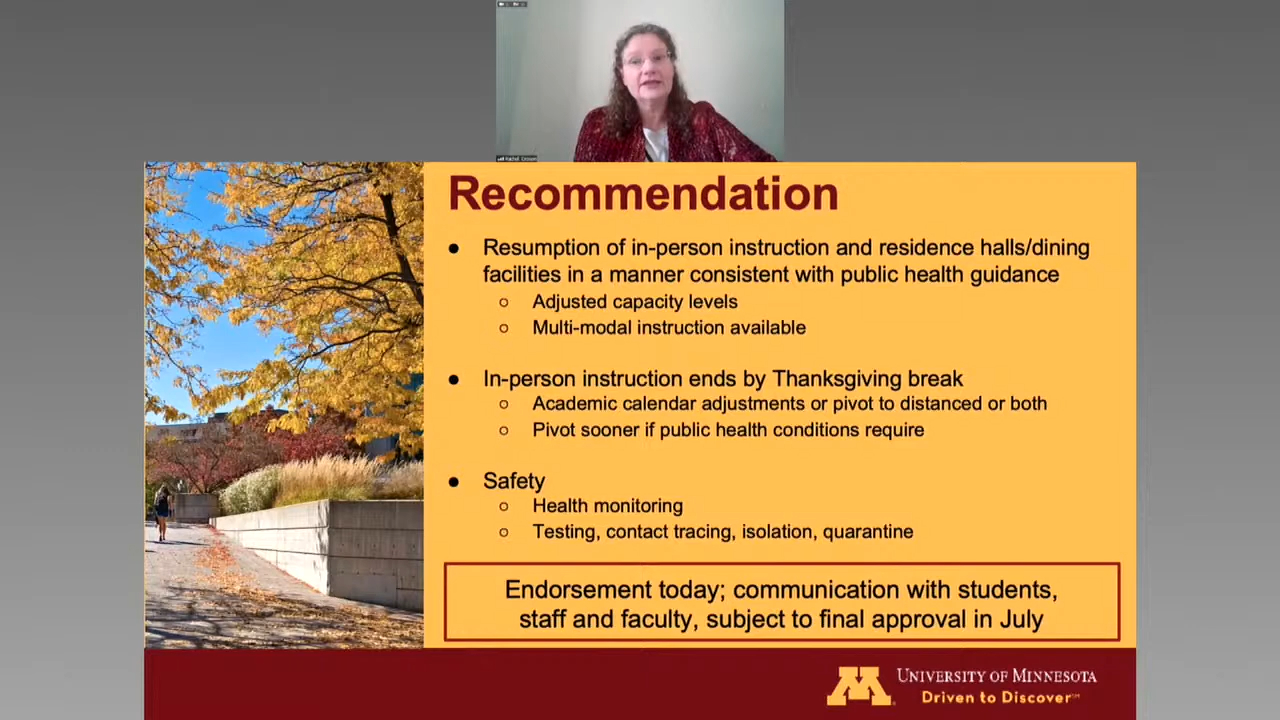 Recommendation
● Resumption of in-person instruction and residence halls/dining
facilities in a manner consistent with public health guidance
○ Adjusted capacity levels
○ Multi-modal instruction available
● In-person instruction ends by Thanksgiving break
○ Academic calendar adjustments or pivot to distanced or both
○ Pivot sooner if public health conditions require
● Safety
○ Health monitoring
○ Testing, contact tracing, isolation, quarantine
Endorsement today; communication with students,
staff and faculty, subject to final approval in July
M
UNIVERSITY OF MINNESOTA
Driven to Discover℠